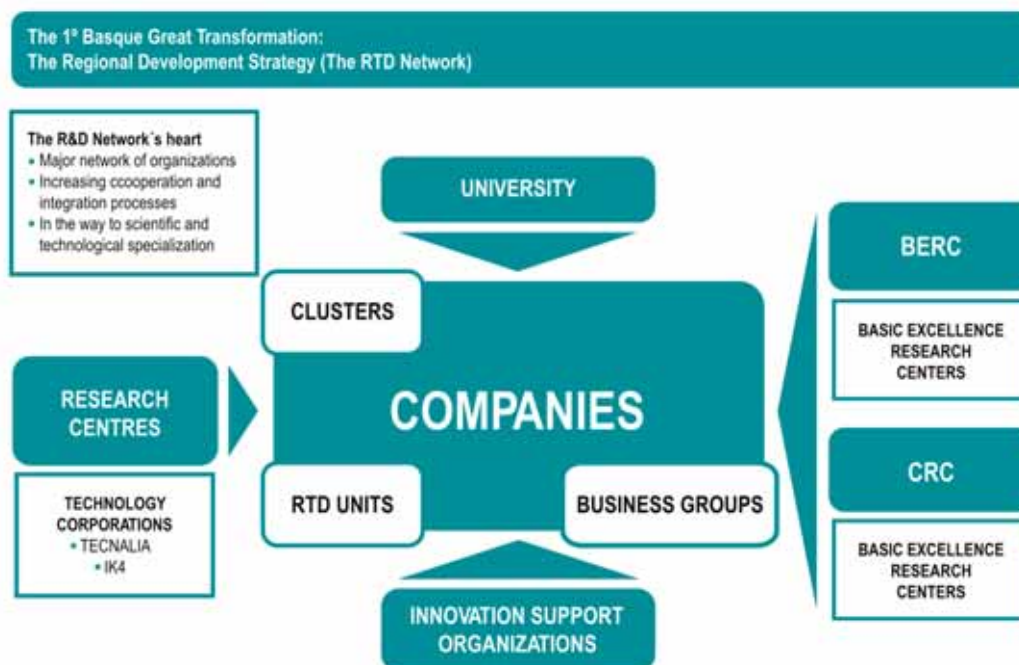 The 1º Basque Great Transformation:
The Regional Development Strategy (The RTD Network)
The R&D Network´s heart
• Major network of organizations
• Increasing ccooperation and
integration processes
• In the way to scientific and
technological specialization
UNIVERSITY
CLUSTERS
COMPANIES
RTD UNITS
BUSINESS GROUPS
RESEARCH
CENTRES
TECHNOLOGY
CORPORATIONS
• TECNALIA
• IK4
INNOVATION SUPPORT
ORGANIZATIONS
BERC
BASIC EXCELLENCE
RESEARCH
CENTERS
CRC
BASIC EXCELLENCE
RESEARCH
CENTERS